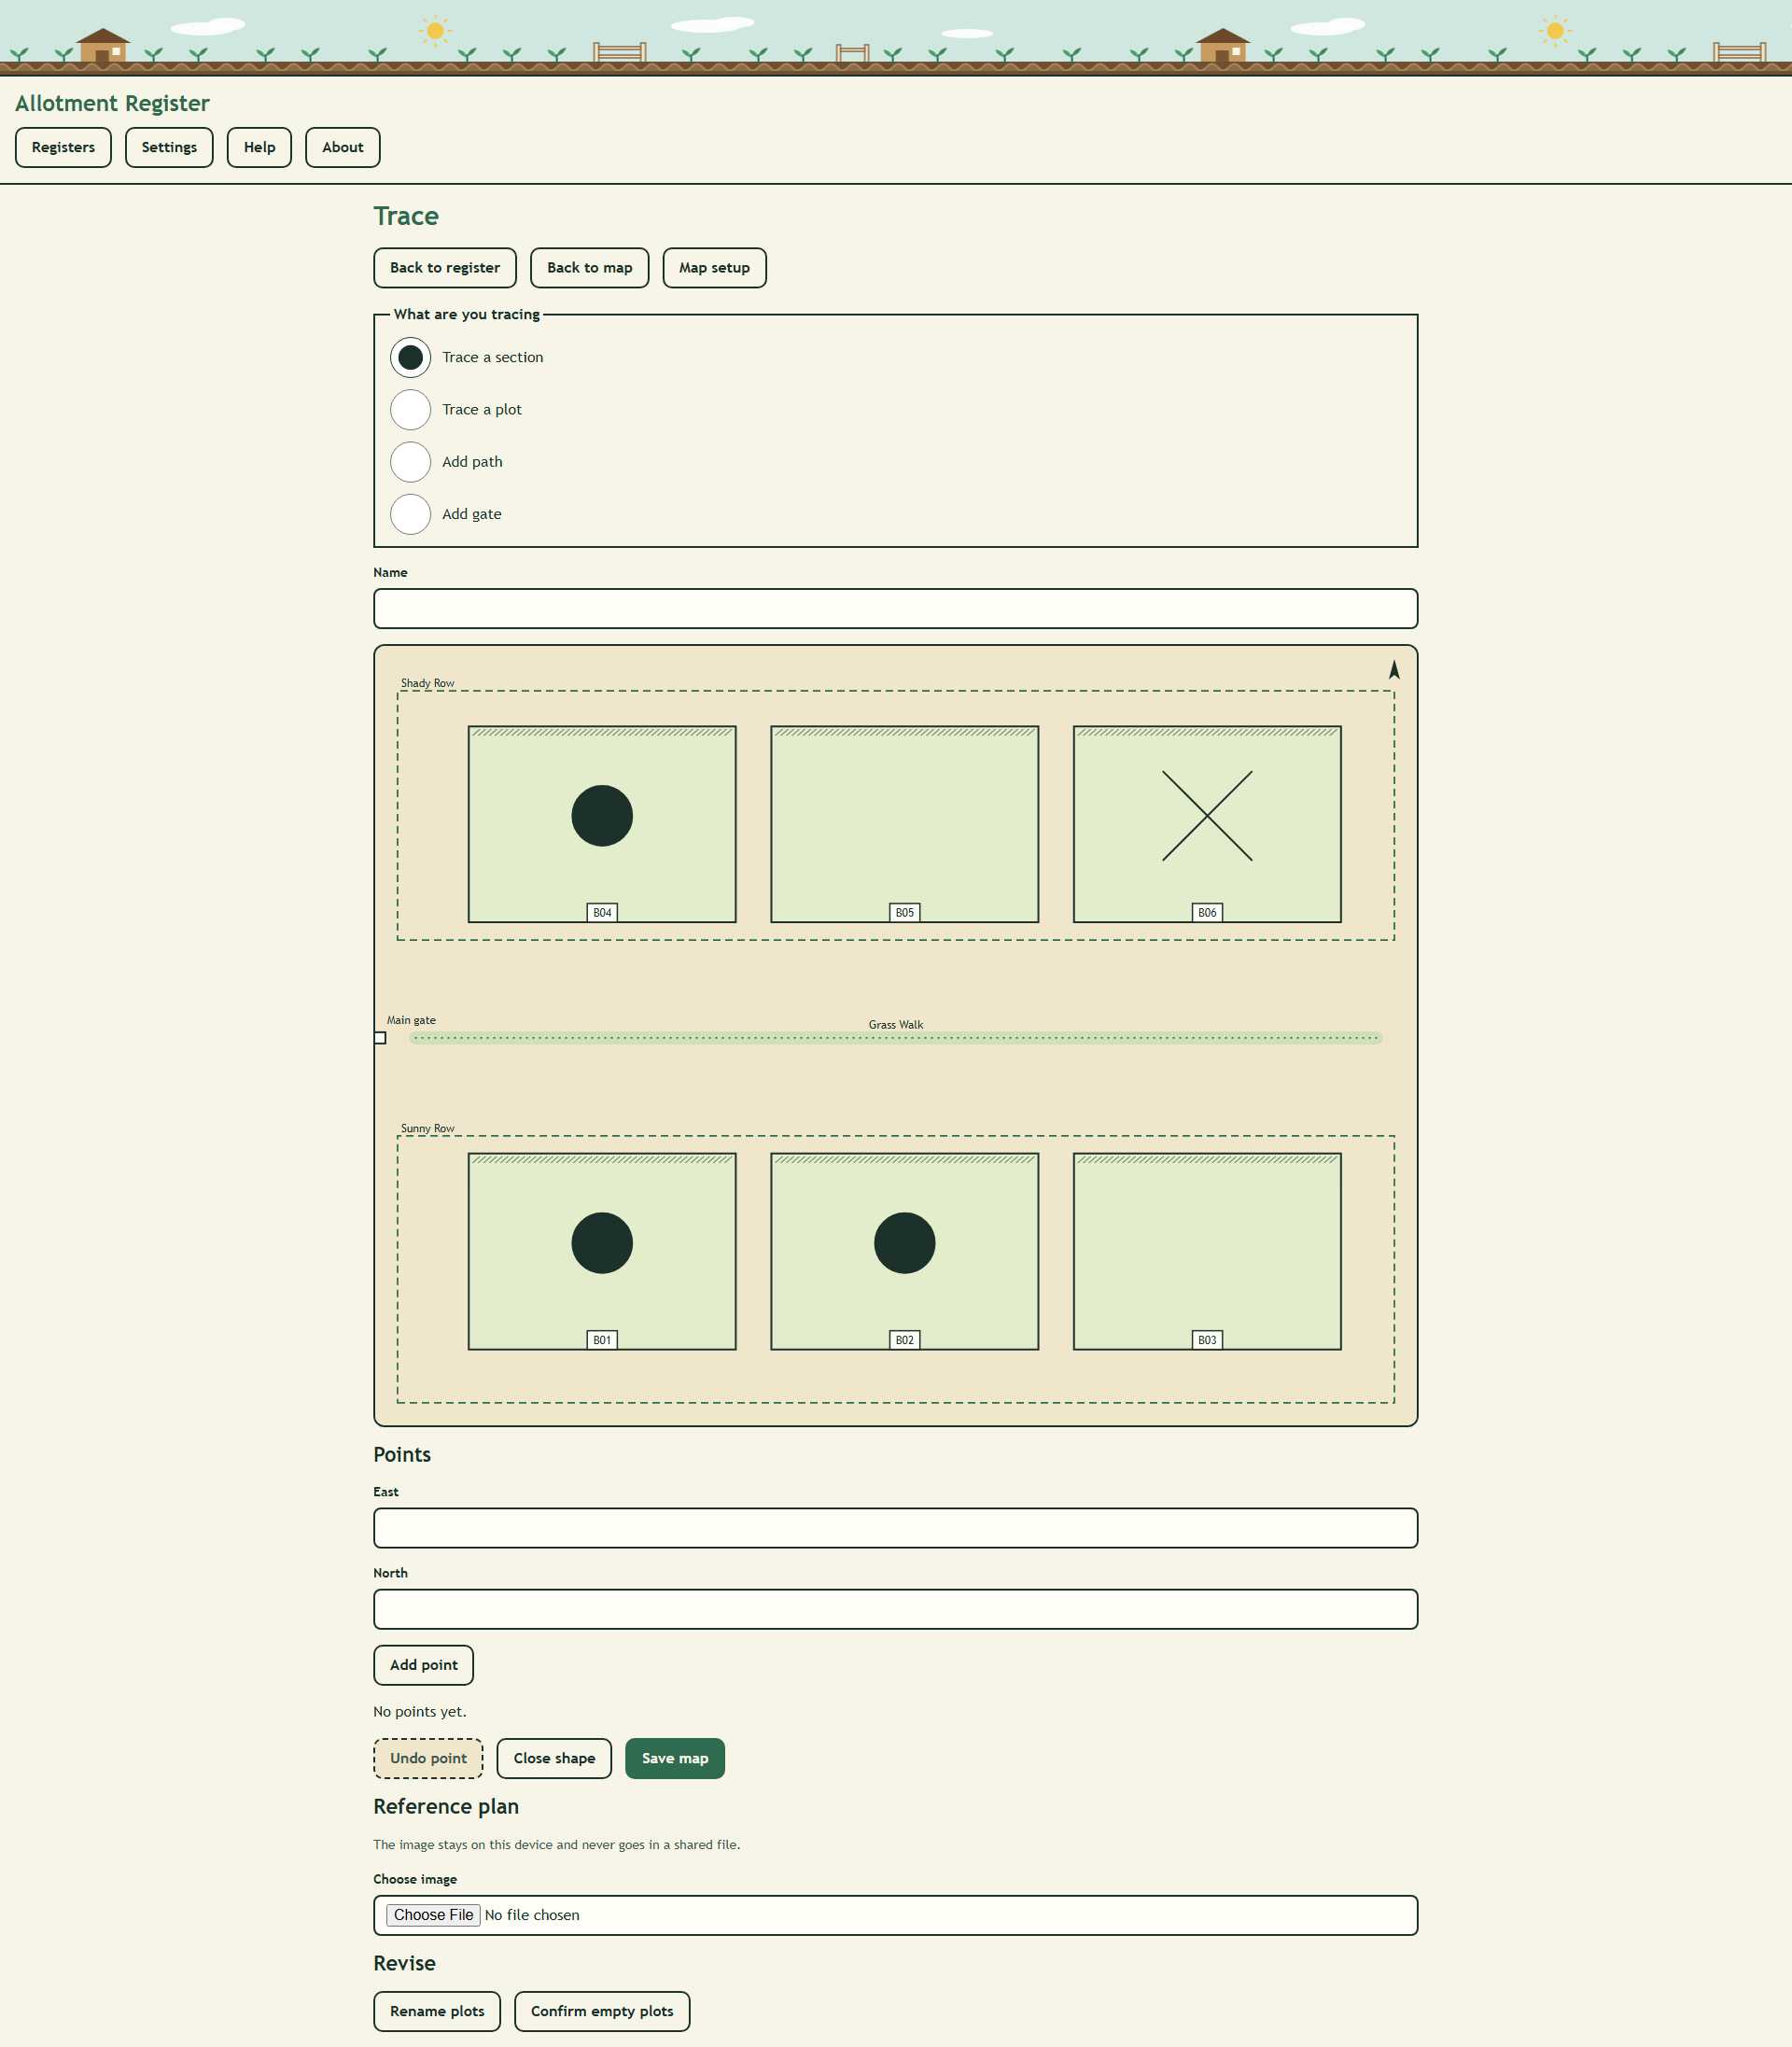 Allotment Register
Registers Settings Help About
Trace
Back to register Back to map Map setup
What are you tracing
Trace a section
Trace a plot
Add path
Add gate
Name
Shady Row
B04 B05 B06
Main gate
Grass Walk
Sunny Row
B01 B02 B03
Points
East
North
Add point
No points yet.
Undo point Close shape Save map
Reference plan
The image stays on this device and never goes in a shared file.
Choose image
Choose File No file chosen
Revise
Rename plots Confirm empty plots